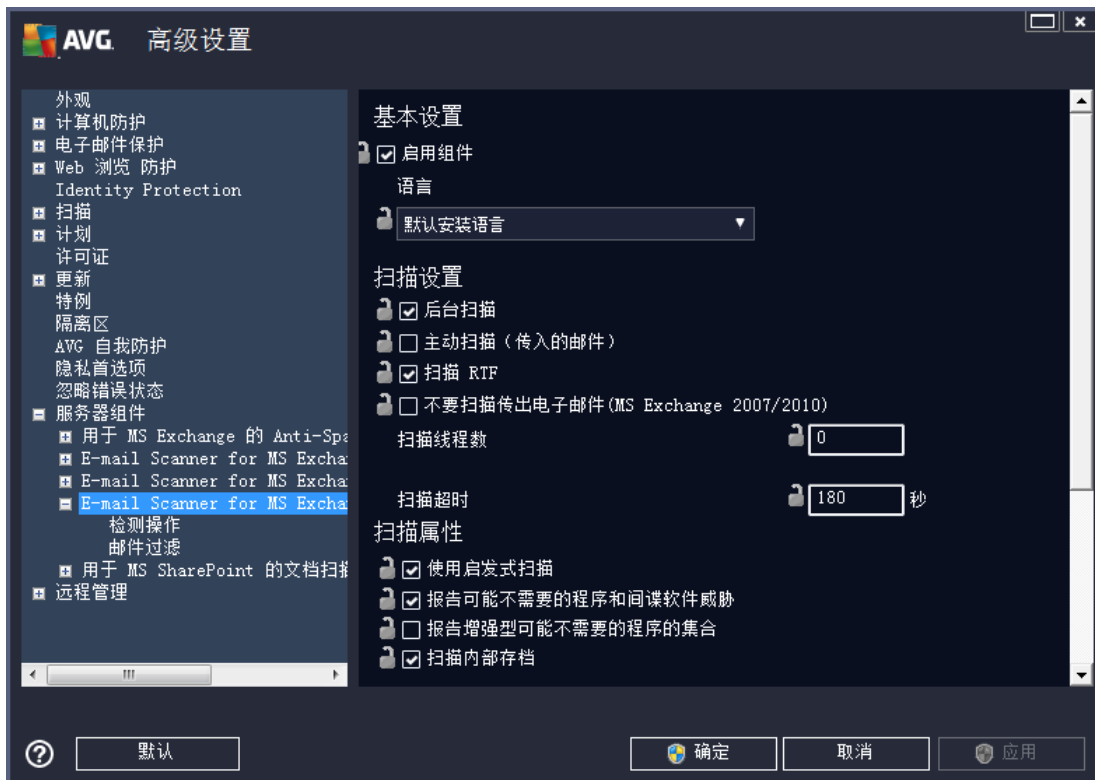 AVG. 高级设置
外观
计算机防护
电子邮件保护
Web 浏览 防护
Identity Protection
扫描
计划
许可证
更新
特例
隔离区
AVG 自我防护
隐私首选项
忽略错误状态
服务器组件
用于 MS Exchange 的 Anti-Spa
E-mail Scanner for MS Exchan
E-mail Scanner for MS Exchan
E-mail Scanner for MS Exchan
检测操作
邮件过滤
用于 MS SharePoint 的文档扫描
远程管理
基本设置
启用组件
语言
默认安装语言
扫描设置
后台扫描
主动扫描（传入的邮件）
扫描 RTF
不要扫描传出电子邮件(MS Exchange 2007/2010)
扫描线程数 0
扫描超时 180 秒
扫描属性
使用启发式扫描
报告可能不需要的程序和间谍软件威胁
报告增强型可能不需要的程序的集合
扫描内部存档
默认 确定 取消 应用